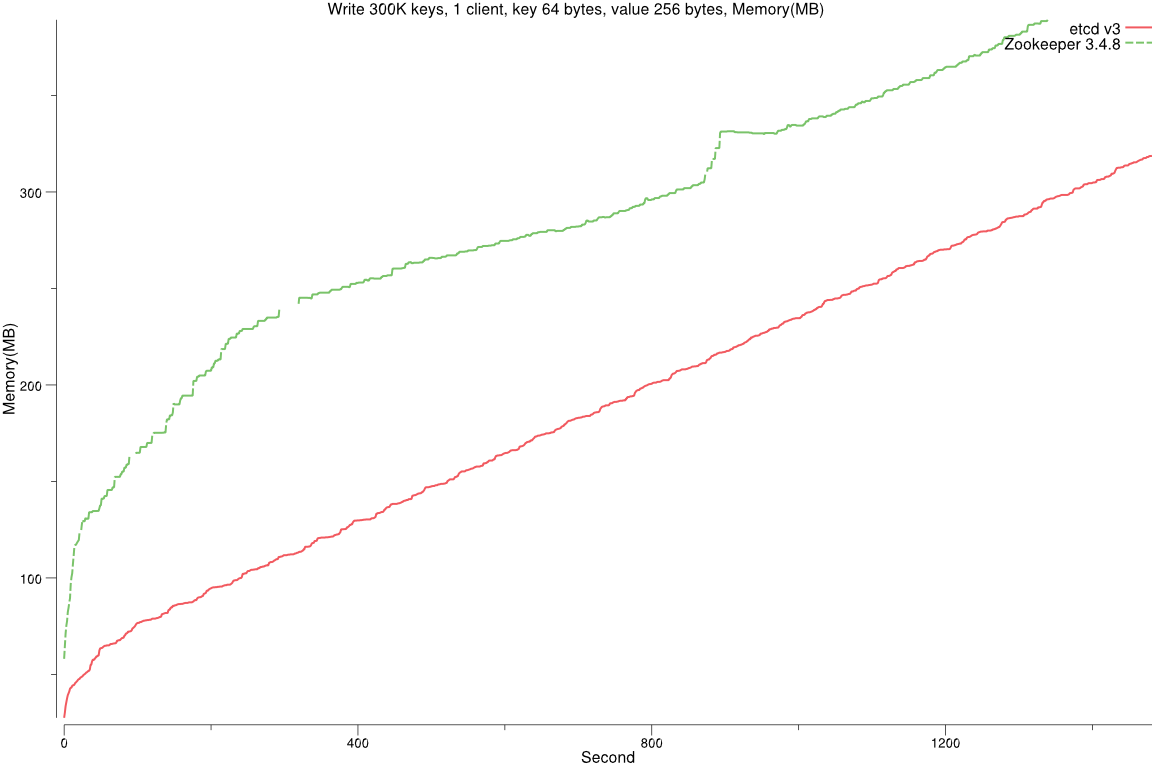 Write 300K keys, 1 client, key 64 bytes, value 256 bytes, Memory(MB)
etcd v3
Zookeeper 3.4.8
300
200
100
Memory(MB)
0
400
800
1200
Second